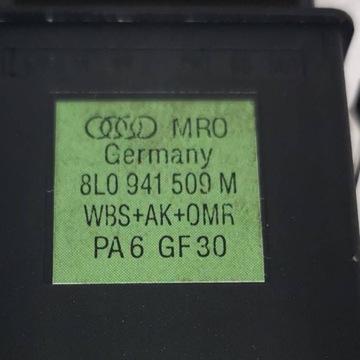 MRO
Germany
8L0 941 509 M
WBS+AK+OMR
PA6 GF30